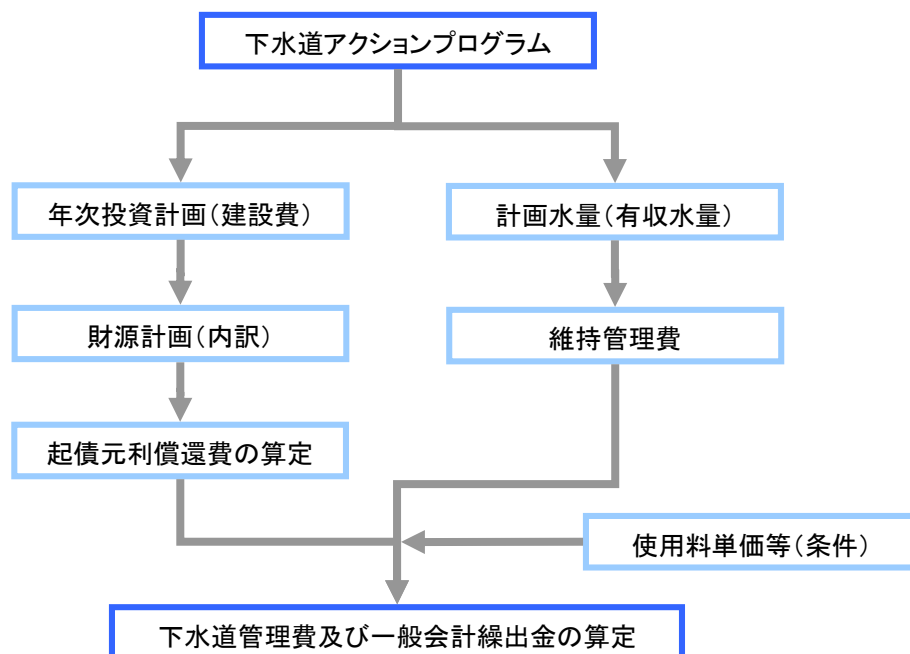 下水道アクションプログラム
年次投資計画(建設費)
計画水量(有収水量)
財源計画(内訳)
維持管理費
起債元利償還費の算定
使用料単価等(条件)
下水道管理費及び一般会計繰出金の算定